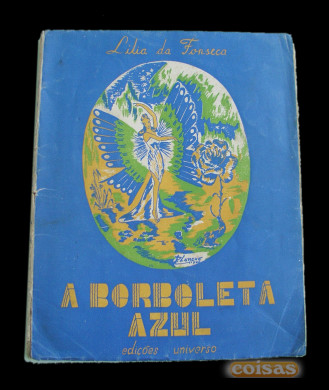 Lília da Fonseca
A BORBOLETA
AZUL
edições universo
coisas